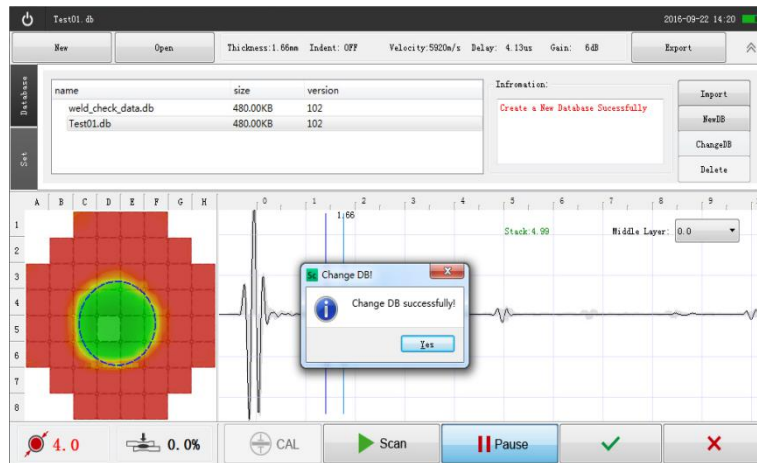 Test01.db 2016-09-22 14:20
New Open Thickness:1.66mm Indent: OFF Velocity:5920m/s Delay: 4.13us Gain: 6dB Export
Database
Set
name size version
weld_check_data.db 480.00KB 102
Test01.db 480.00KB 102
Infromation:
Create a New Database Sucessfully
Import
NewDB
ChangeDB
Delete
A B C D E F G H
1
2
3
4
5
6
7
8
0 1 2 3 4 5 6 7 8 9
1.66
Stack:4.99
Middle Layer: 0.0
Sc Change DB!
Change DB successfully!
Yes
4.0 0.0% CAL Scan Pause